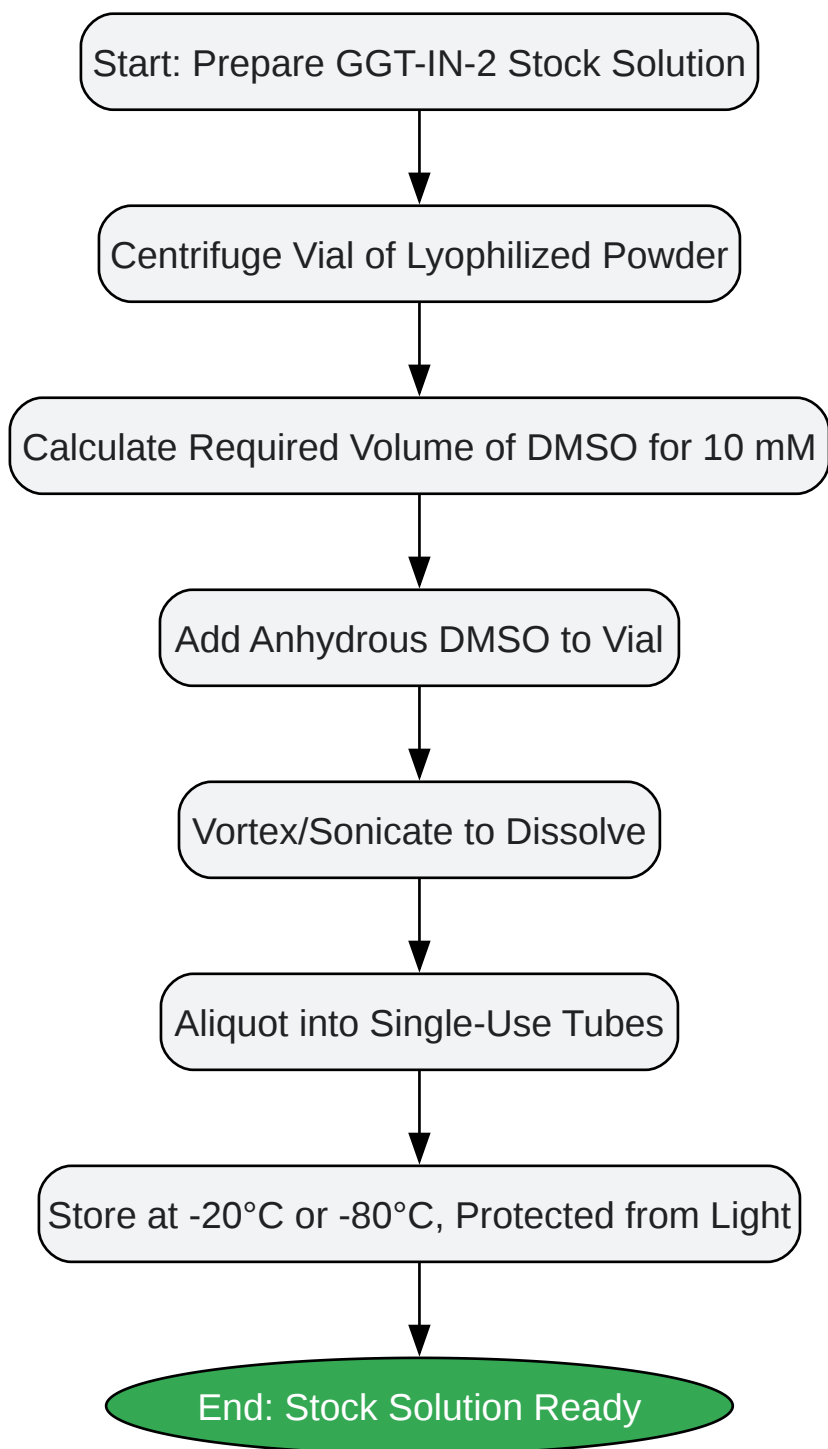 Start: Prepare GGT-IN-2 Stock Solution
Centrifuge Vial of Lyophilized Powder
Calculate Required Volume of DMSO for 10 mM
Add Anhydrous DMSO to Vial
Vortex/Sonicate to Dissolve
Aliquot into Single-Use Tubes
Store at -20°C or -80°C, Protected from Light
End: Stock Solution Ready